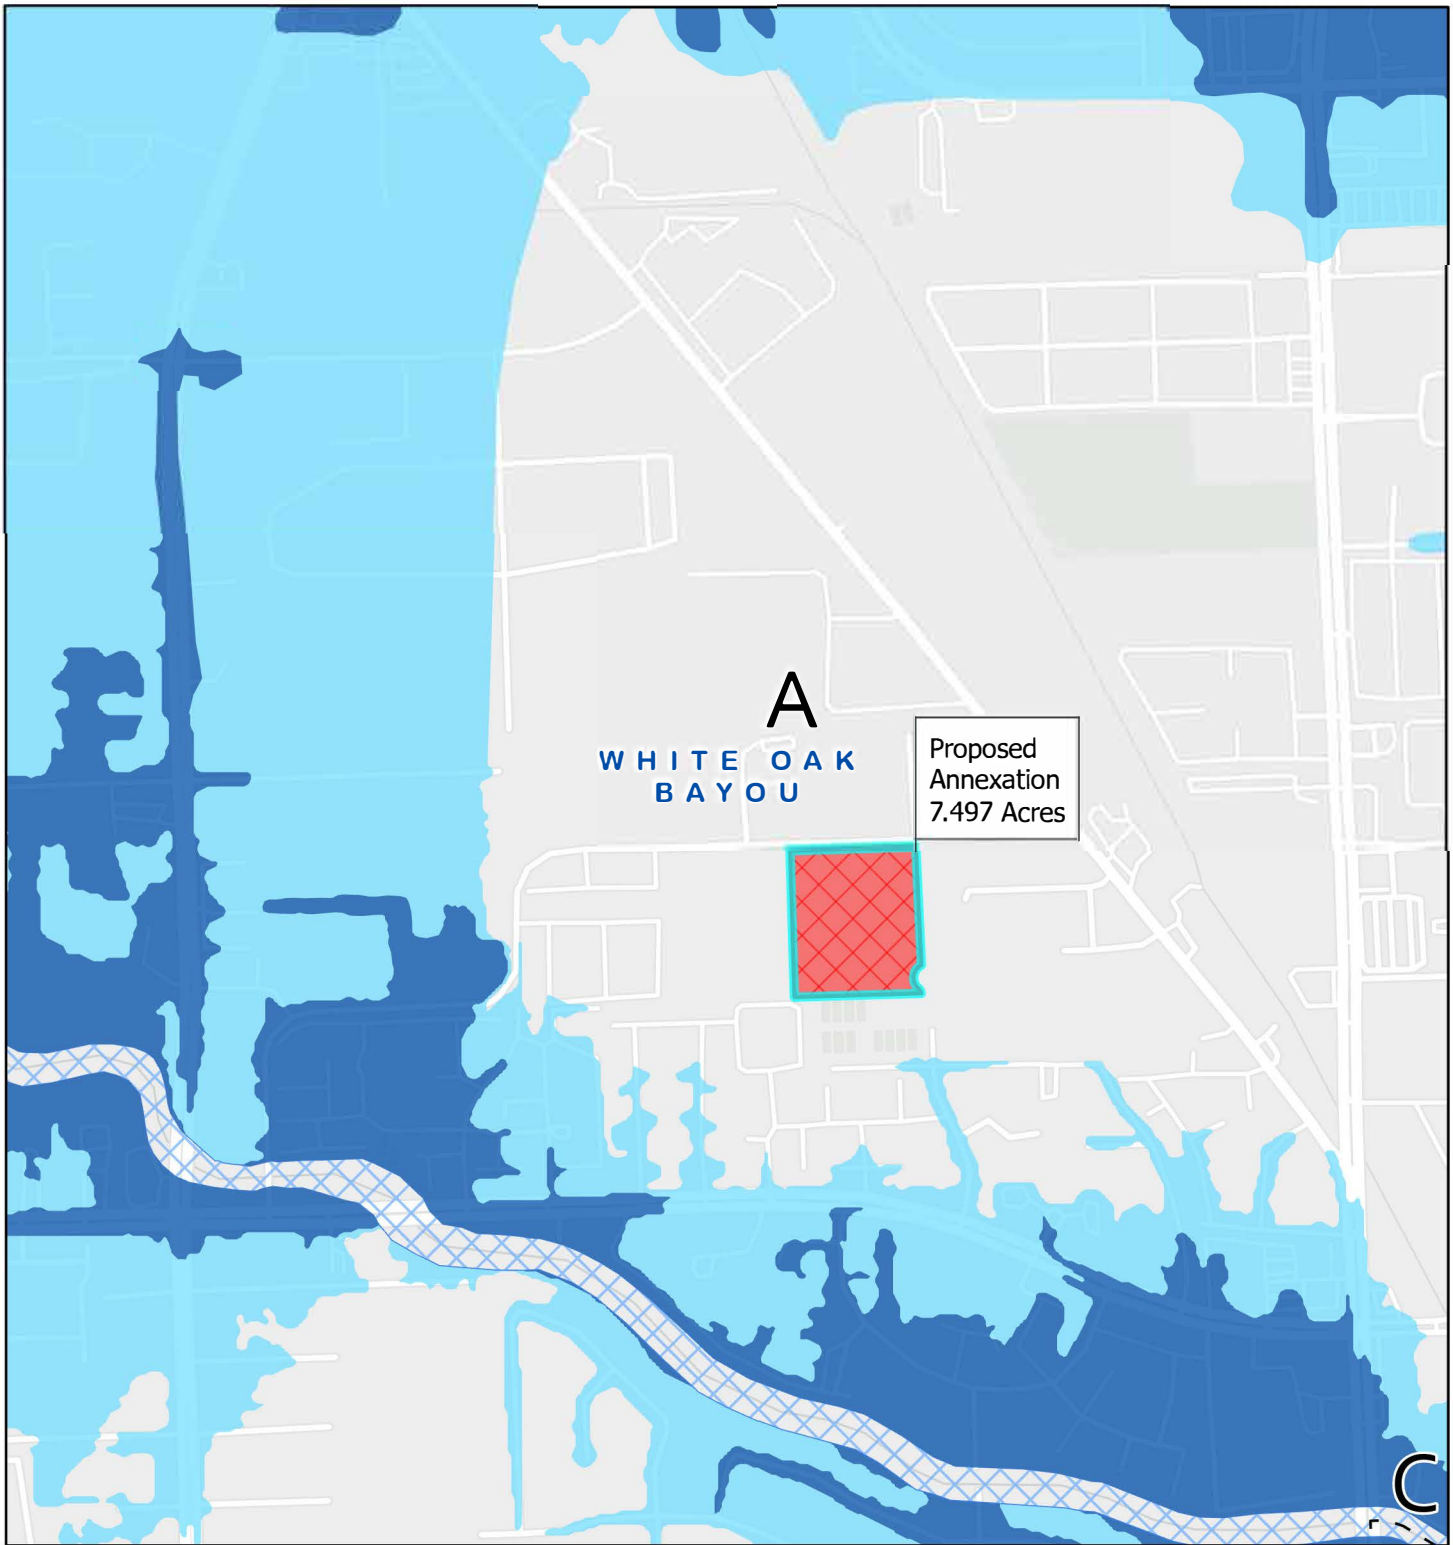 A
WHITE OAK
BAYOU
Proposed
Annexation
7.497 Acres
C